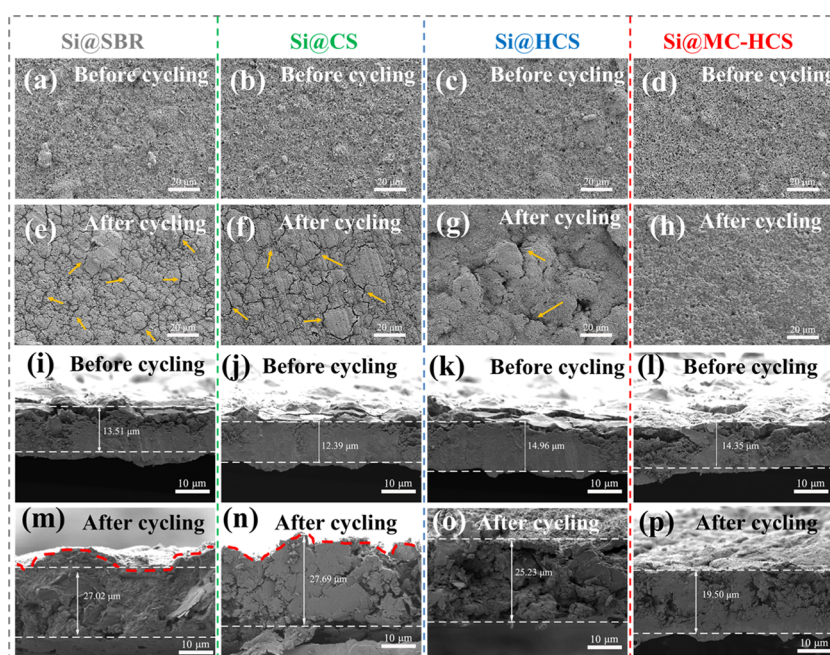 Si@SBR Si@CS Si@HCS Si@MC-HCS
(a) Before cycling (b) Before cycling (c) Before cycling (d) Before cycling
20 μm 20 μm 20 μm 20 μm
(e) After cycling (f) After cycling (g) After cycling (h) After cycling
20 μm 20 μm 20 μm 20 μm
(i) Before cycling (j) Before cycling (k) Before cycling (l) Before cycling
13.51 μm 12.39 μm 14.96 μm 14.35 μm
10 μm 10 μm 10 μm 10 μm
(m) After cycling (n) After cycling (o) After cycling (p) After cycling
27.02 μm 27.69 μm 25.23 μm 19.50 μm
10 μm 10 μm 10 μm 10 μm